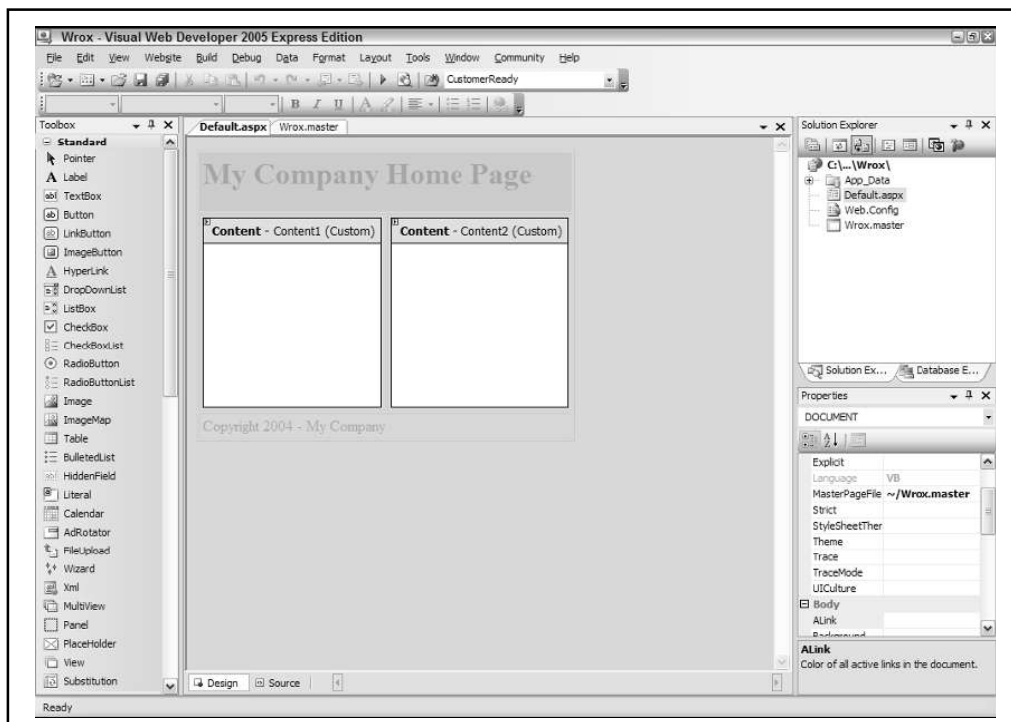 Wrox - Visual Web Developer 2005 Express Edition
File Edit View Website Build Debug Data Format Layout Tools Window Community Help
CustomerReady
B I U A
Toolbox
Standard
Pointer
A Label
abl TextBox
ab Button
ab LinkButton
ImageButton
A HyperLink
DropDownList
ListBox
CheckBox
CheckBoxList
RadioButton
RadioButtonList
Image
ImageMap
Table
BulletedList
abl HiddenField
Literal
Calendar
AdRotator
FileUpload
Wizard
Xml
MultiView
Panel
PlaceHolder
View
Substitution
Default.aspx Wrox.master
My Company Home Page
Content - Content1 (Custom) Content - Content2 (Custom)
Copyright 2004 - My Company
Design Source
Solution Explorer
C:\...\Wrox\
App_Data
Default.aspx
Web.Config
Wrox.master
Solution Ex... Database E...
Properties
DOCUMENT
Explicit
Language VB
MasterPageFile ~/Wrox.master
Strict
StyleSheetTher
Theme
Trace
TraceMode
UICulture
Body
ALink
Background
ALink
Color of all active links in the document.
Ready